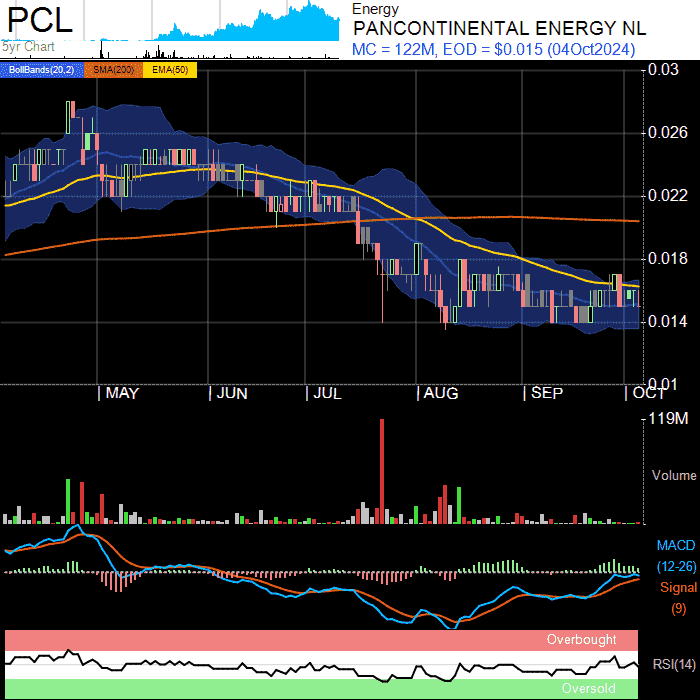 PCL
5yr Chart
Energy
PANCONTINENTAL ENERGY NL
MC = 122M, EOD = $0.015 (04Oct2024)
BollBands(20,2) SMA(200) EMA(50)
0.03
0.026
0.022
0.018
0.014
0.01
MAY JUN JUL AUG SEP OCT
119M
Volume
MACD
(12-26)
Signal
(9)
Overbought
RSI(14)
Oversold